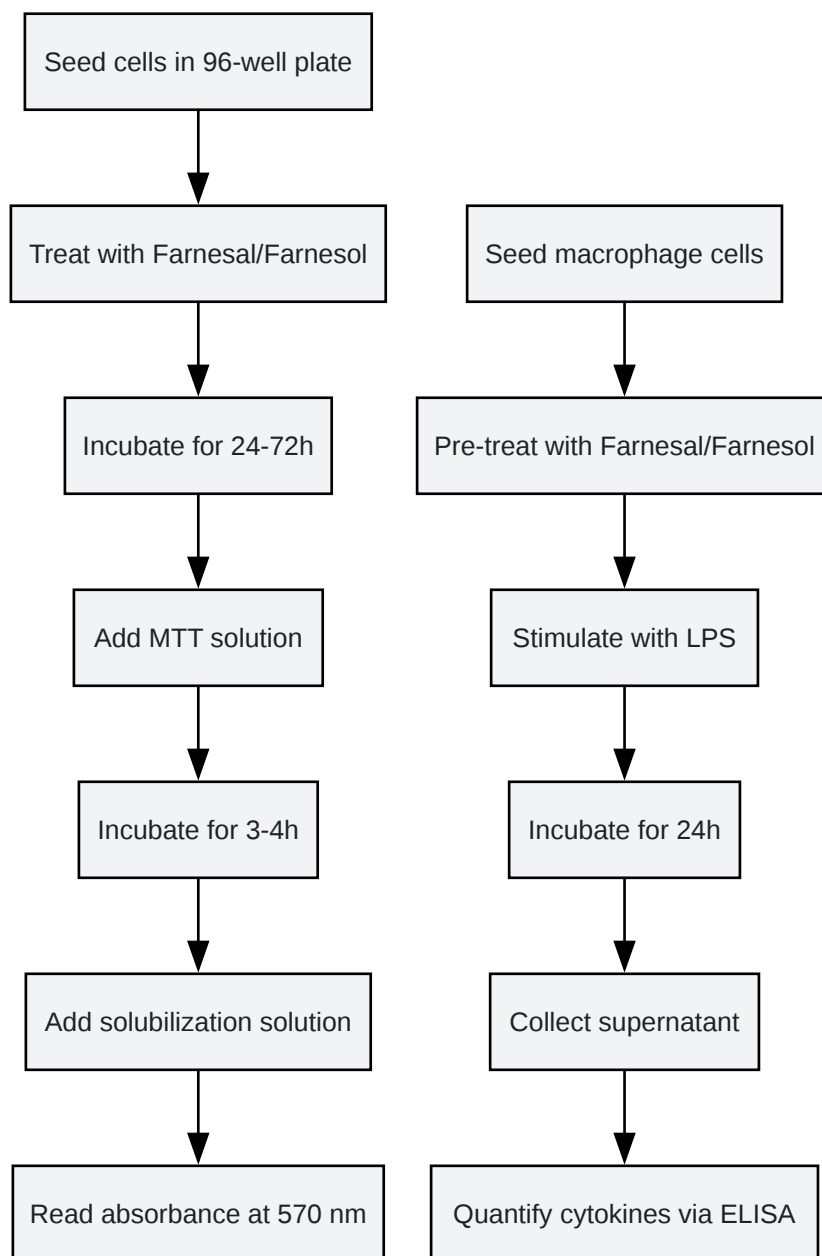 Seed cells in 96-well plate
Treat with Farnesal/Farnesol
Incubate for 24-72h
Add MTT solution
Incubate for 3-4h
Add solubilization solution
Read absorbance at 570 nm
Seed macrophage cells
Pre-treat with Farnesal/Farnesol
Stimulate with LPS
Incubate for 24h
Collect supernatant
Quantify cytokines via ELISA